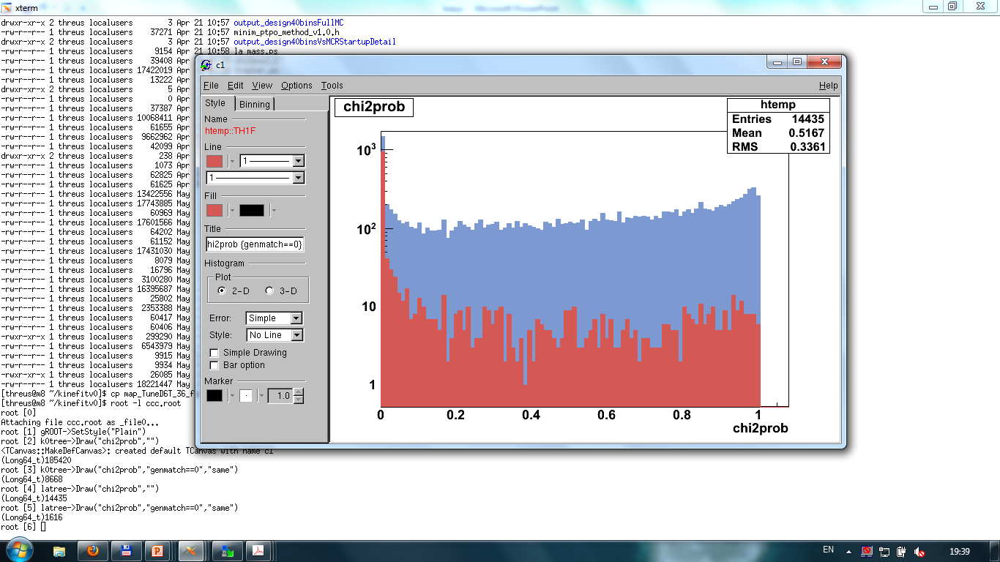 xterm
drwxr-xr-x 2 threus localusers 3 Apr 21 10:57 output_design40binsFullMC
-rw-r--r-- 1 threus localusers 37271 Apr 21 10:57 minim_ptpo_method_v1.0.h
drwxr-xr-x 2 threus localusers 3 Apr 21 10:57 output_design40binsVsMCRStartupDetail
-rw-r--r-- 1 threus localusers 9154 Apr 21 10:58 la_mass.ps
-rw-r--r-- 1 threus localusers 39408 Apr
-rw-r--r-- 1 threus localusers 17422019 Apr
-rw-r--r-- 1 threus localusers 13222 Apr
drwxr-xr-x 2 threus localusers 5 Apr
-rw-r--r-- 1 threus localusers 0 Apr
-rw-r--r-- 1 threus localusers 37387 Apr
-rw-r--r-- 1 threus localusers 10068411 Apr
-rw-r--r-- 1 threus localusers 61655 Apr
-rw-r--r-- 1 threus localusers 9662962 Apr
-rw-r--r-- 1 threus localusers 42099 Apr
drwxr-xr-x 2 threus localusers 238 Apr
-rw-r--r-- 1 threus localusers 1073 Apr
-rw-r--r-- 1 threus localusers 62825 Apr
-rw-r--r-- 1 threus localusers 61625 Apr
-rw-r--r-- 1 threus localusers 13422556 May
-rw-r--r-- 1 threus localusers 17743885 May
-rw-r--r-- 1 threus localusers 60969 May
-rw-r--r-- 1 threus localusers 17601566 May
-rw-r--r-- 1 threus localusers 64202 May
-rw-r--r-- 1 threus localusers 61152 May
-rw-r--r-- 1 threus localusers 17431030 May
-rw-r--r-- 1 threus localusers 8079 May
-rw-r--r-- 1 threus localusers 16796 May
-rw-r--r-- 1 threus localusers 3100280 May
-rw-r--r-- 1 threus localusers 16395687 May
-rw-r--r-- 1 threus localusers 25802 May
-rw-r--r-- 1 threus localusers 2353388 May
-rw-r--r-- 1 threus localusers 60417 May
-rw-r--r-- 1 threus localusers 60406 May
-rwxr-xr-x 1 threus localusers 299290 May
-rw-r--r-- 1 threus localusers 6543979 May
-rw-r--r-- 1 threus localusers 9915 May
-rw-r--r-- 1 threus localusers 9934 May
-rwxr-xr-x 1 threus localusers 26085 May
-rw-r--r-- 1 threus localusers 18221447 May
[threus@m8 ~/kinefitv0]$ cp map_TuneD6T_36_f
[threus@m8 ~/kinefitv0]$ root -l ccc.root
root [0]
Attaching file ccc.root as _file0...
root [1] gROOT->SetStyle("Plain")
root [2] k0tree->Draw("chi2prob","")
<TCanvas::MakeDefCanvas>: created default TCanvas with name c1
(Long64_t)185420
root [3] k0tree->Draw("chi2prob","genmatch==0","same")
(Long64_t)8668
root [4] latree->Draw("chi2prob","")
(Long64_t)14435
root [5] latree->Draw("chi2prob","genmatch==0","same")
(Long64_t)1616
root [6]
c1
File Edit View Options Tools Help
Style Binning
Name
htemp::TH1F
Line
1
1
Fill
Title
hi2prob {genmatch==0}
Histogram
Plot
2-D 3-D
Error: Simple
Style: No Line
Simple Drawing
Bar option
Marker
1.0
chi2prob
htemp
Entries 14435
Mean 0.5167
RMS 0.3361
10³
10²
10
1
0 0.2 0.4 0.6 0.8 1
chi2prob
EN 19:39